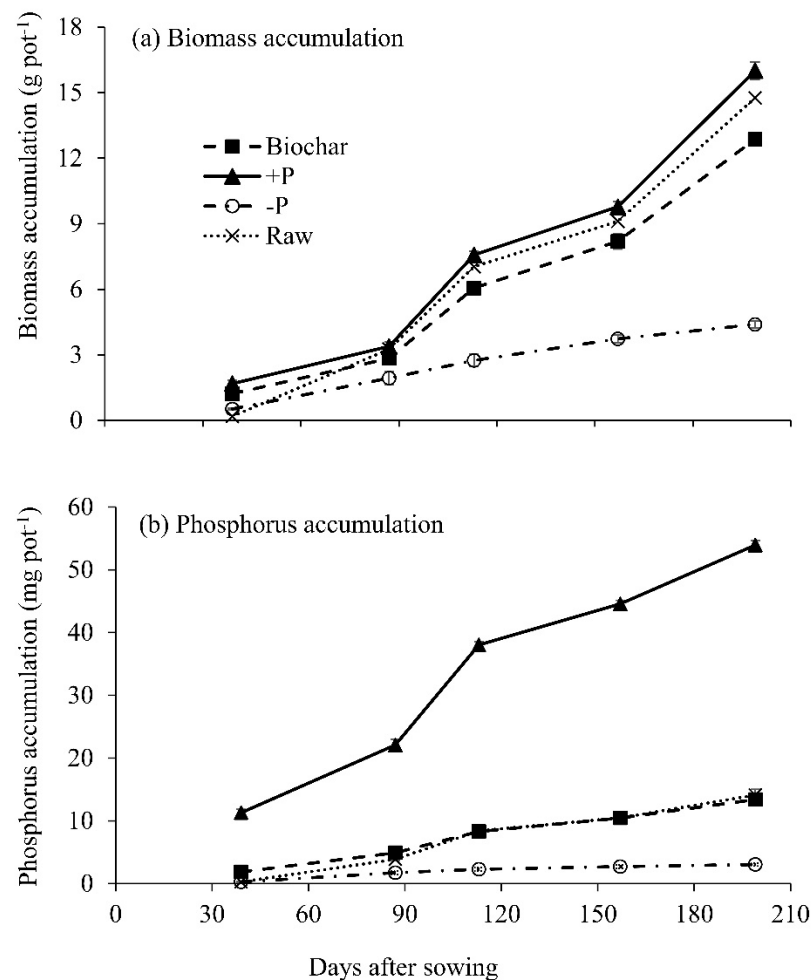 (a) Biomass accumulation
Biomass accumulation (g pot⁻¹)
18
15
12
9
6
3
0
Biochar
+P
-P
Raw
(b) Phosphorus accumulation
Phosphorus accumulation (mg pot⁻¹)
60
50
40
30
20
10
0
0 30 60 90 120 150 180 210
Days after sowing